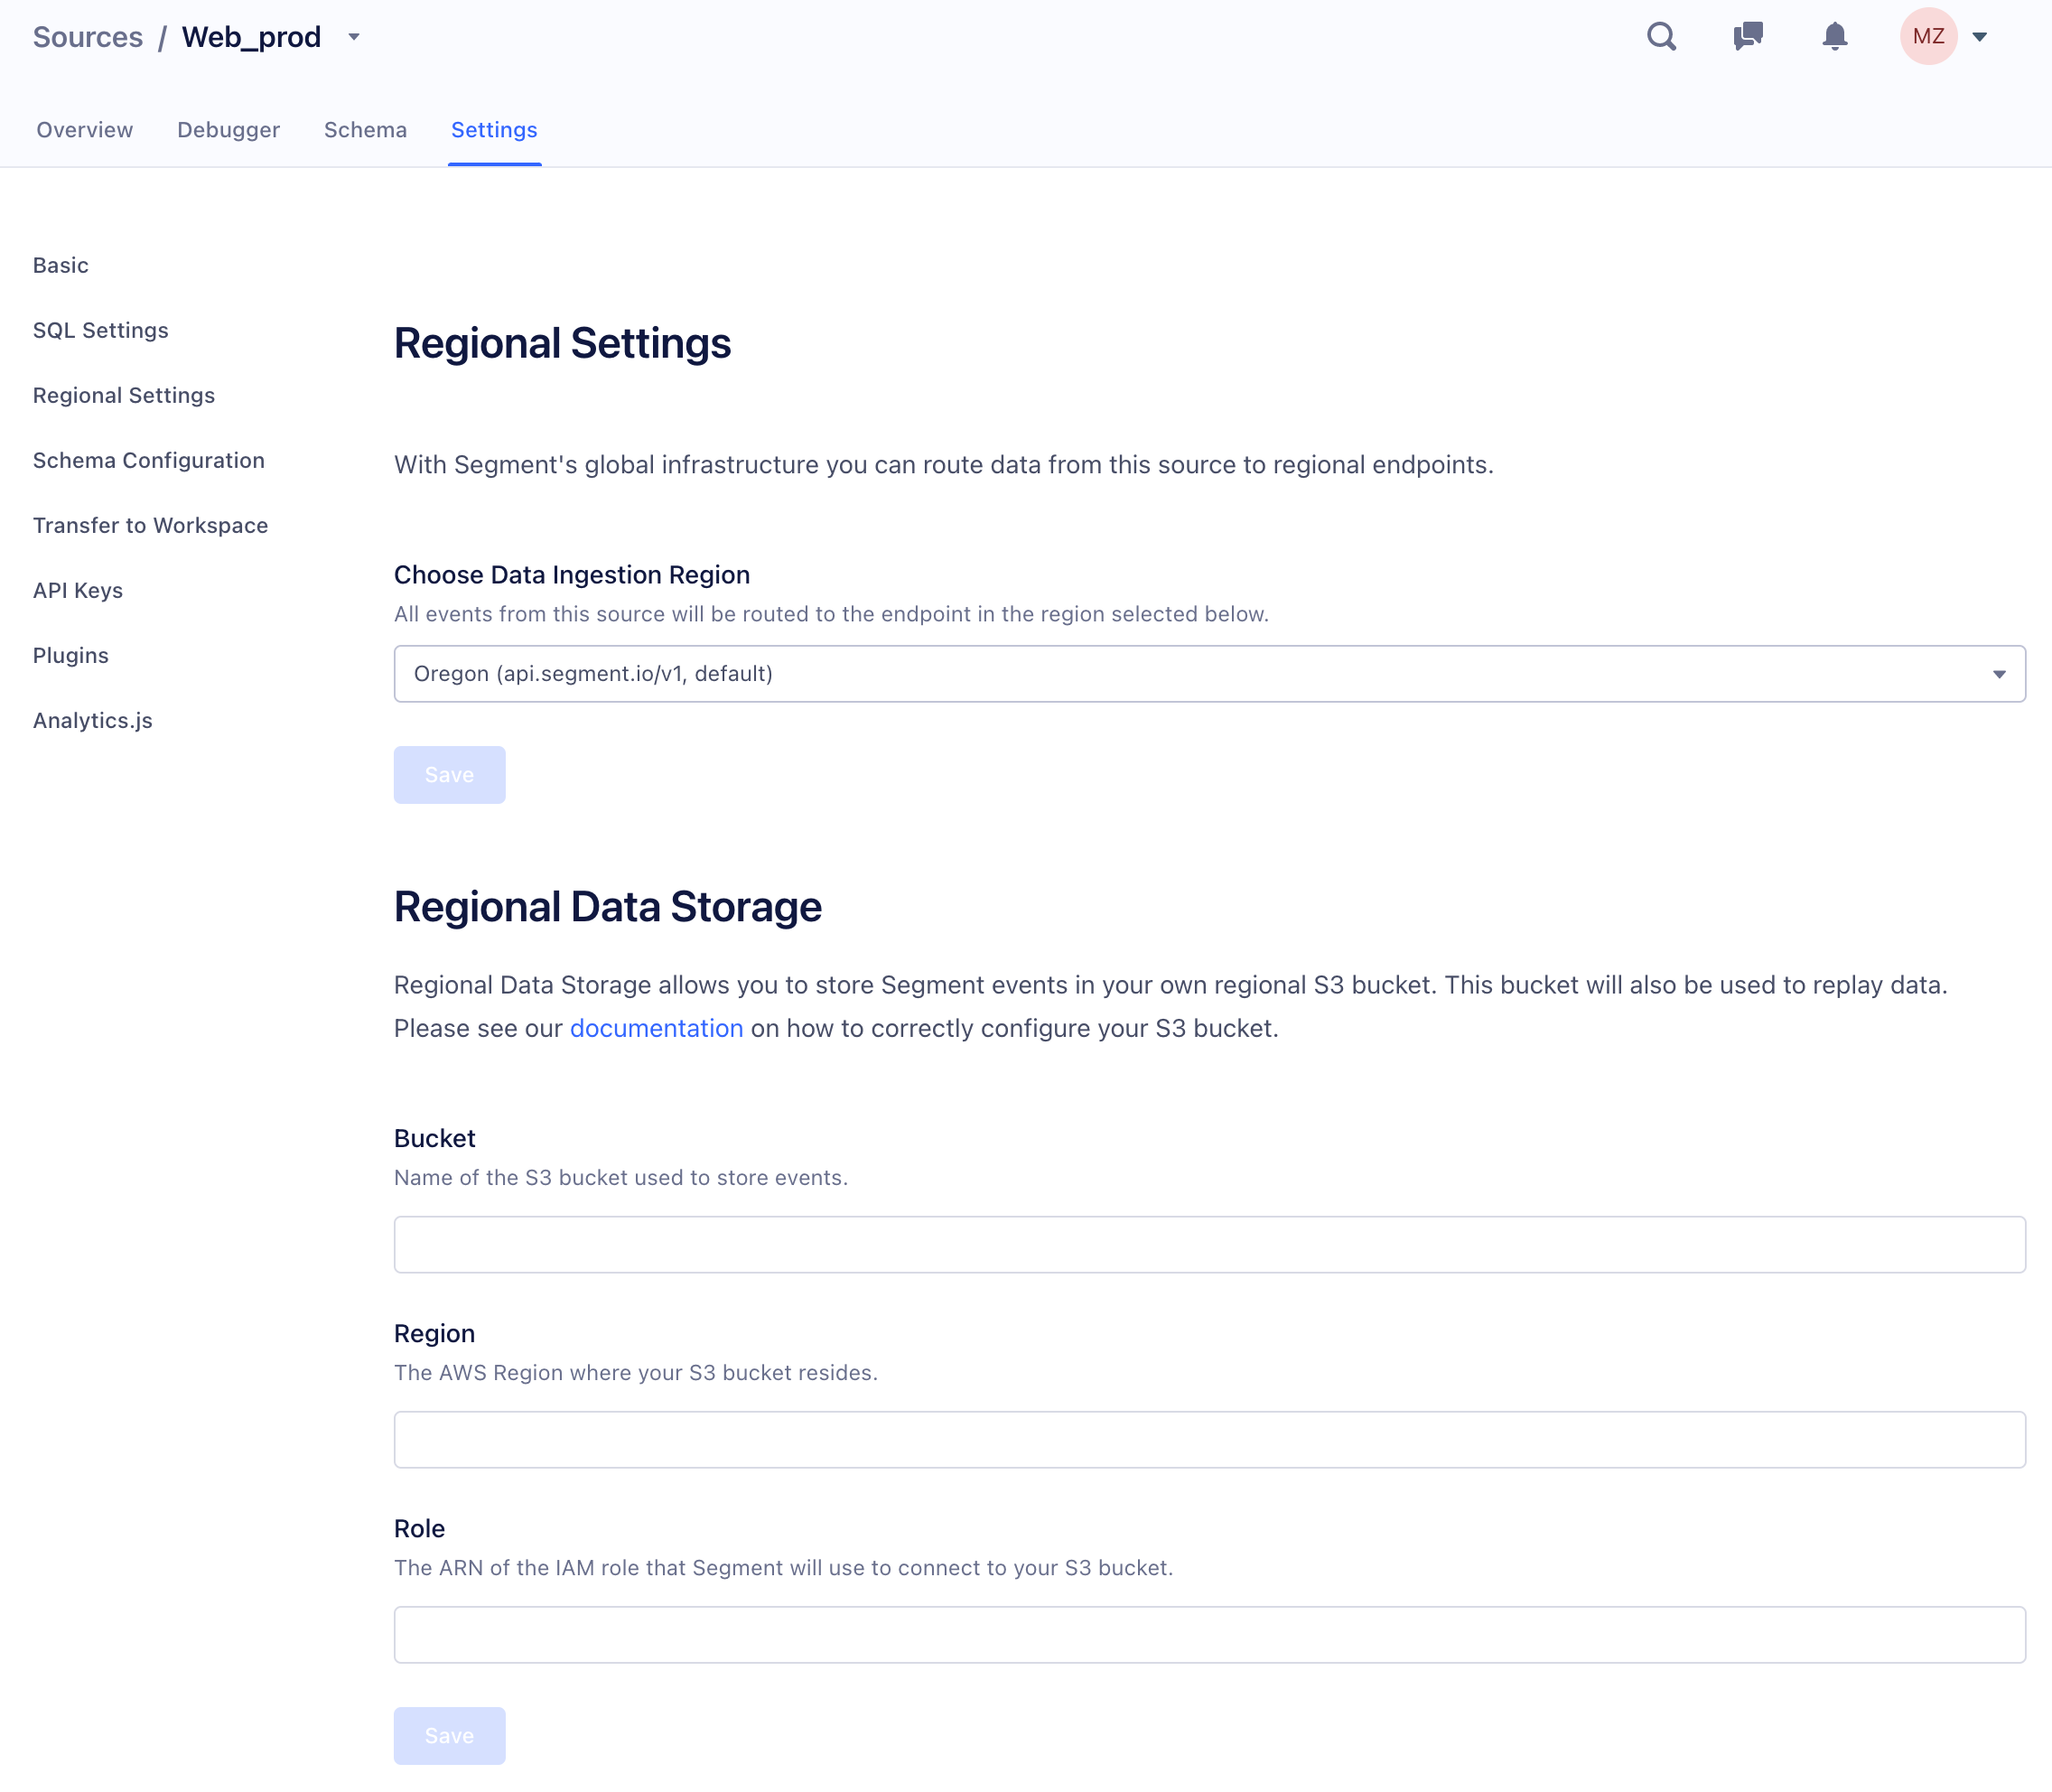 Sources / Web_prod
MZ
Overview Debugger Schema Settings
Basic
SQL Settings
Regional Settings
Schema Configuration
Transfer to Workspace
API Keys
Plugins
Analytics.js
Regional Settings
With Segment's global infrastructure you can route data from this source to regional endpoints.
Choose Data Ingestion Region
All events from this source will be routed to the endpoint in the region selected below.
Oregon (api.segment.io/v1, default)
Save
Regional Data Storage
Regional Data Storage allows you to store Segment events in your own regional S3 bucket. This bucket will also be used to replay data.
Please see our documentation on how to correctly configure your S3 bucket.
Bucket
Name of the S3 bucket used to store events.
Region
The AWS Region where your S3 bucket resides.
Role
The ARN of the IAM role that Segment will use to connect to your S3 bucket.
Save